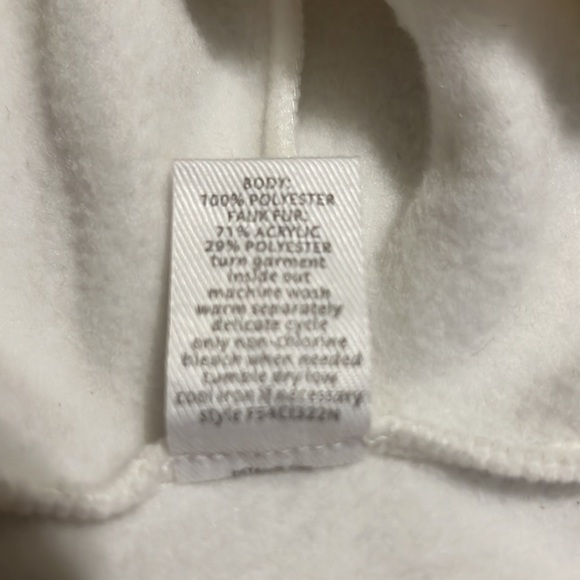 BODY:
100% POLYESTER
FAUX FUR:
71% ACRYLIC
29% POLYESTER
turn garment
inside out
machine wash
warm separately
delicate cycle
only non-chlorine
bleach when needed
tumble dry low
cool iron if necessary
style